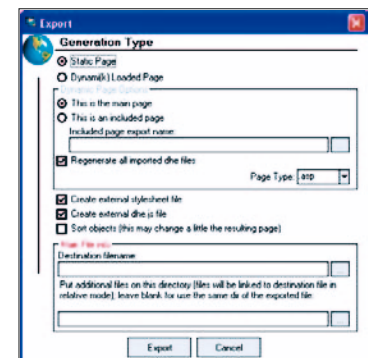 Export
Generation Type
Static Page
Dynam(k) Loaded Page
Dynamic Page Options
This is the main page
This is an included page
Included page export name:
Regenerate all imported dhe files
Page Type: asp
Create external stylesheet file
Create external dhe js file
Sort objects (this may change a little the resulting page)
Destination filename:
Put additional files on this directory (files will be linked to destination file in
relative mode), leave blank for use the same dir of the exported file:
Export Cancel